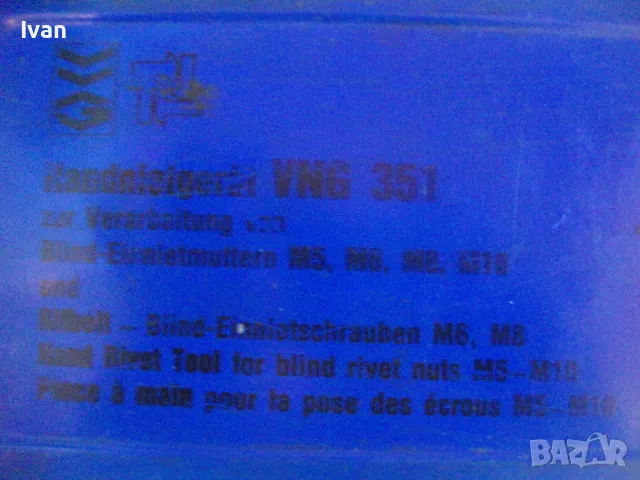 Ivan
Handnietgerät VNG 351
zur Verarbeitung von
Blind-Einnietmuttern M5, M6, M8, M10
und
Blind-Einnietschrauben M6, M8
Hand Rivet Tool for blind rivet nuts M5-M10
Pince à main pour la pose des écrous M5-M10
BAZAR